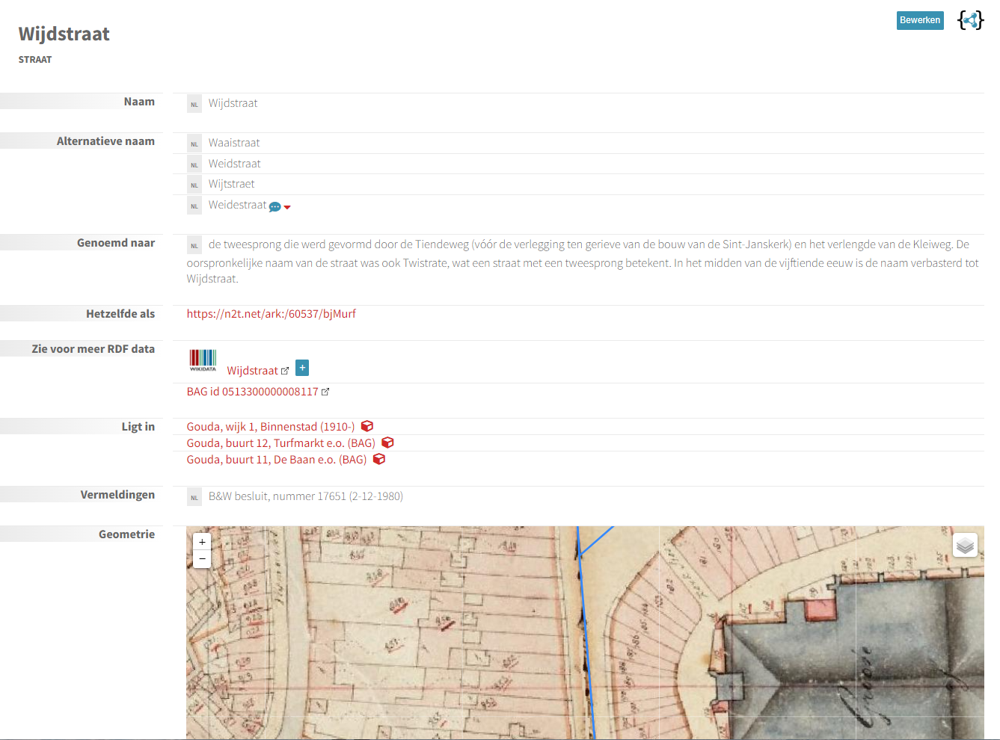 Wijdstraat
Bewerken
STRAAT
Naam
NL Wijdstraat
Alternatieve naam
NL Waaistraat
NL Weidstraat
NL Wijtstraet
NL Weidestraat
Genoemd naar
NL de tweesprong die werd gevormd door de Tiendeweg (vóór de verlegging ten gerieve van de bouw van de Sint-Janskerk) en het verlengde van de Kleiweg. De
oorspronkelijke naam van de straat was ook Twistrate, wat een straat met een tweesprong betekent. In het midden van de vijftiende eeuw is de naam verbasterd tot
Wijdstraat.
Hetzelfde als
https://n2t.net/ark:/60537/bjMurf
Zie voor meer RDF data
WIKIDATA
Wijdstraat +
BAG id 0513300000008117
Ligt in
Gouda, wijk 1, Binnenstad (1910-)
Gouda, buurt 12, Turfmarkt e.o. (BAG)
Gouda, buurt 11, De Baan e.o. (BAG)
Vermeldingen
NL B&W besluit, nummer 17651 (2-12-1980)
Geometrie
+
−